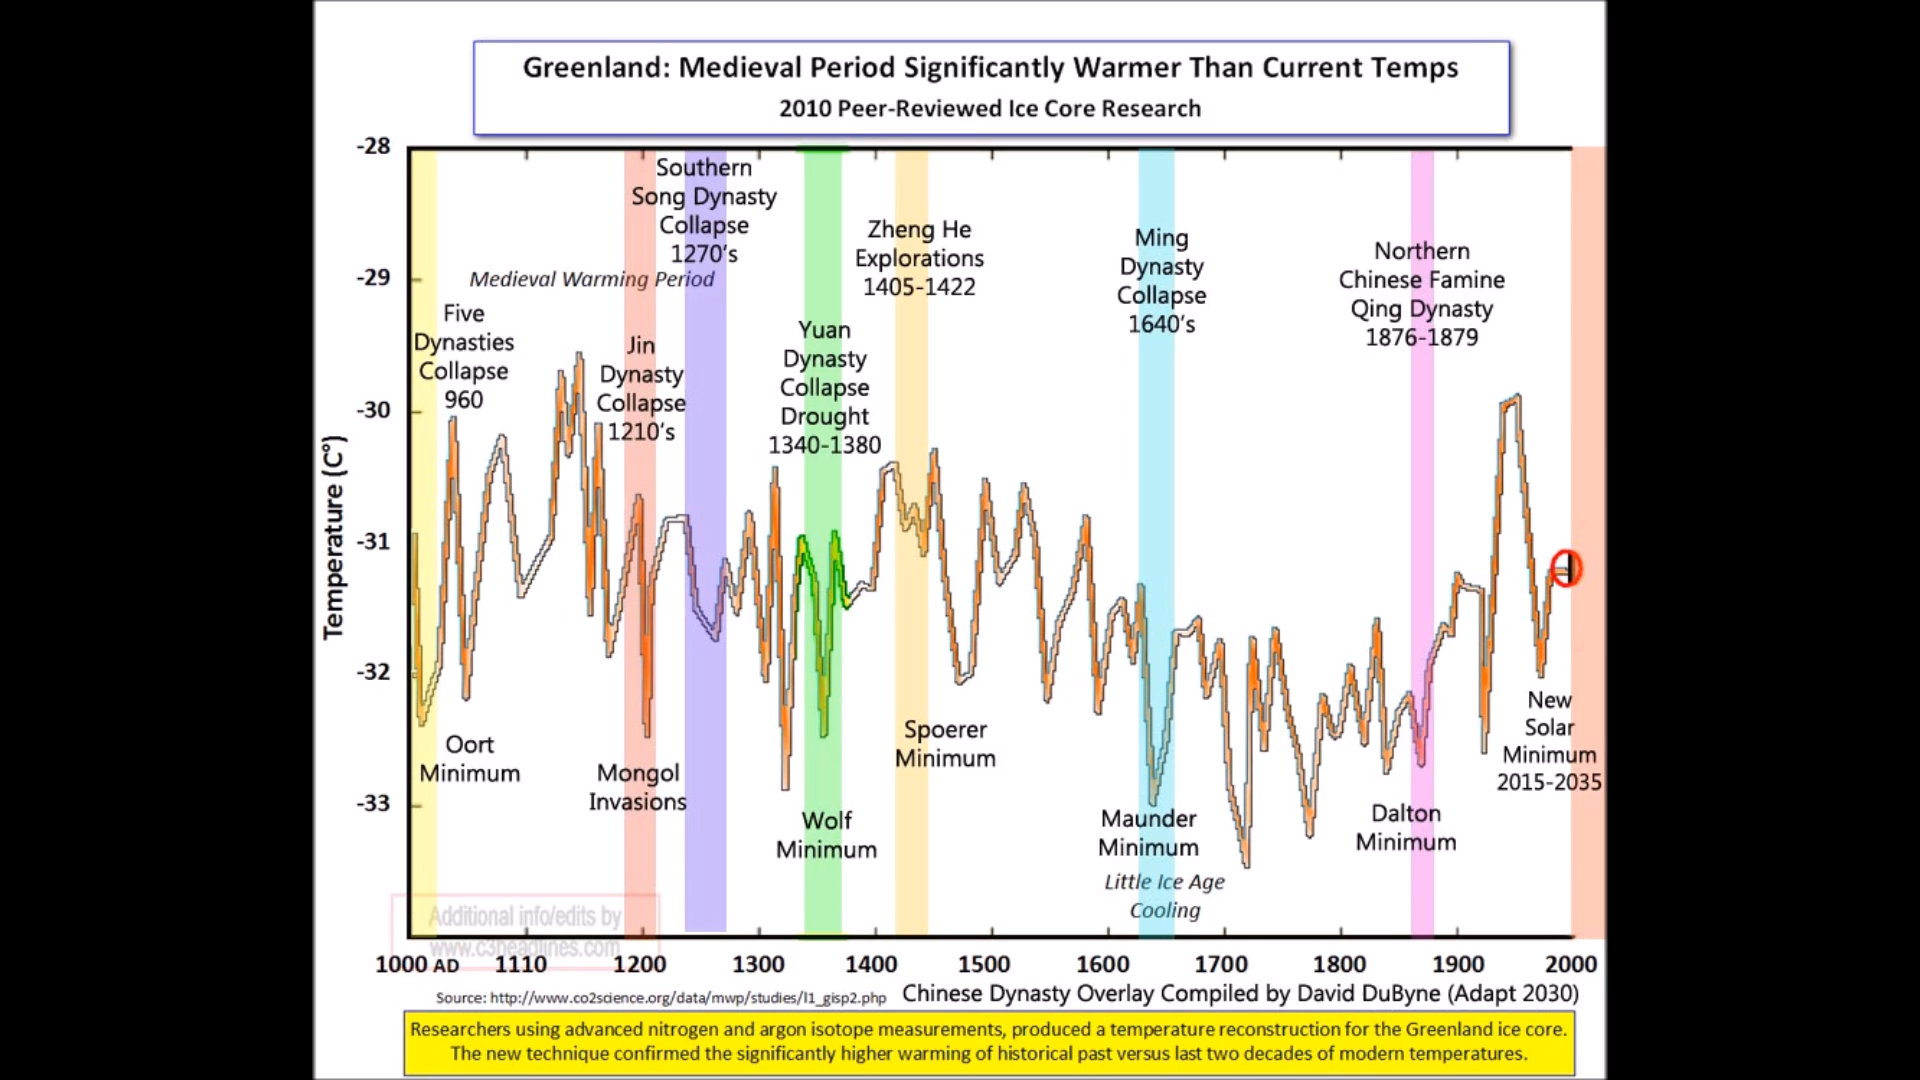 Greenland: Medieval Period Significantly Warmer Than Current Temps
2010 Peer-Reviewed Ice Core Research
-28
-29
-30
-31
-32
-33
Temperature (C°)
Southern
Song Dynasty
Collapse
1270's
Medieval Warming Period
Five
Dynasties
Collapse
960
Jin
Dynasty
Collapse
1210's
Yuan
Dynasty
Collapse
Drought
1340-1380
Zheng He
Explorations
1405-1422
Ming
Dynasty
Collapse
1640's
Northern
Chinese Famine
Qing Dynasty
1876-1879
Oort
Minimum
Mongol
Invasions
Wolf
Minimum
Spoerer
Minimum
Maunder
Minimum
Little Ice Age
Cooling
Dalton
Minimum
New
Solar
Minimum
2015-2035
Additional info/edits by
www.c3headlines.com
1000 AD 1110 1200 1300 1400 1500 1600 1700 1800 1900 2000
Source: http://www.co2science.org/data/mwp/studies/l1_gisp2.php
Chinese Dynasty Overlay Compiled by David DuByne (Adapt 2030)
Researchers using advanced nitrogen and argon isotope measurements, produced a temperature reconstruction for the Greenland ice core.
The new technique confirmed the significantly higher warming of historical past versus last two decades of modern temperatures.